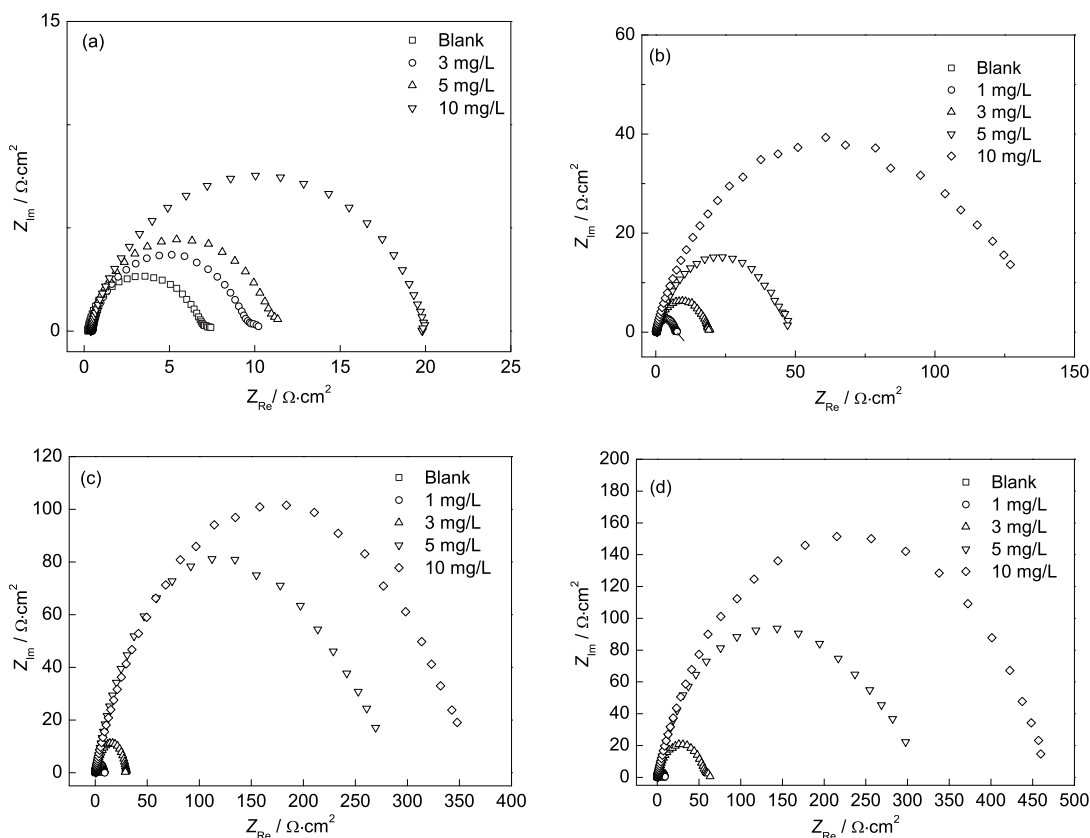 (a)
Blank
3 mg/L
5 mg/L
10 mg/L
15
0
Z_Im / Ω·cm²
0 5 10 15 20 25
Z_Re / Ω·cm²
(b)
Blank
1 mg/L
3 mg/L
5 mg/L
10 mg/L
60
40
20
0
Z_Im / Ω·cm²
0 50 100 150
Z_Re / Ω·cm²
(c)
Blank
1 mg/L
3 mg/L
5 mg/L
10 mg/L
120
100
80
60
40
20
0
Z_Im / Ω·cm²
0 50 100 150 200 250 300 350 400
Z_Re / Ω·cm²
(d)
Blank
1 mg/L
3 mg/L
5 mg/L
10 mg/L
200
180
160
140
120
100
80
60
40
20
0
Z_Im / Ω·cm²
0 50 100 150 200 250 300 350 400 450 500
Z_Re / Ω·cm²